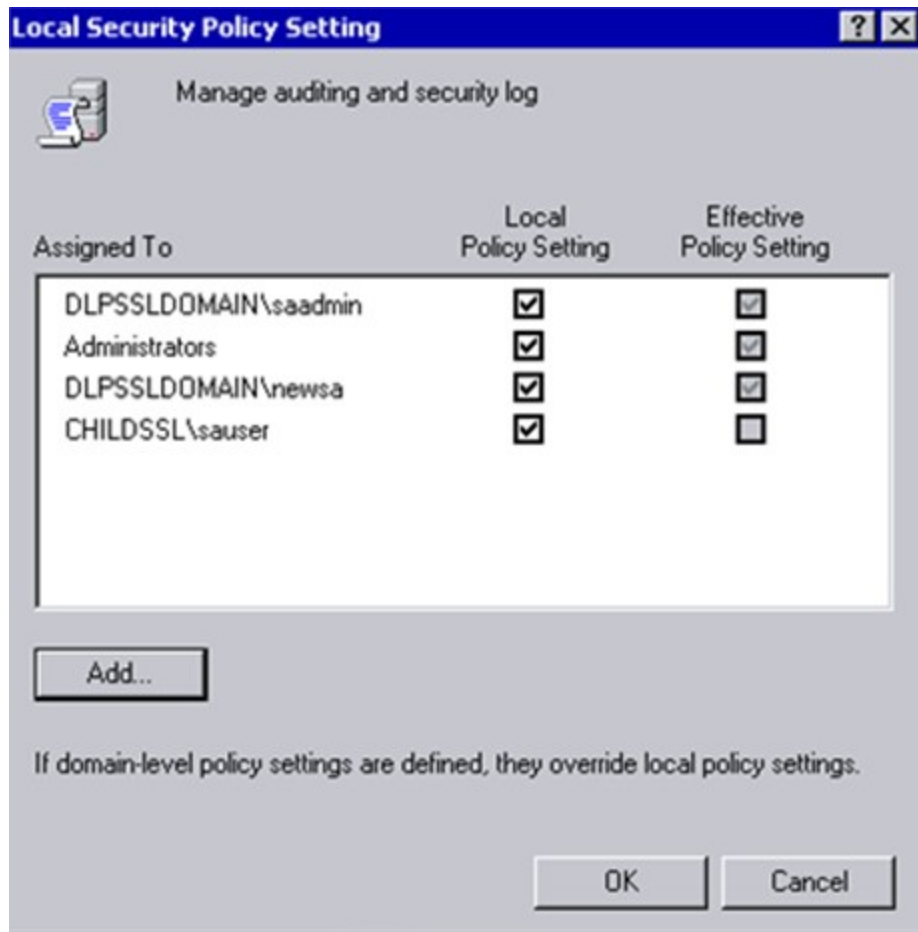 Local Security Policy Setting
Manage auditing and security log
Assigned To
Local
Policy Setting
Effective
Policy Setting
DLPSSLDOMAIN\saadmin
Administrators
DLPSSLDOMAIN\newsa
CHILDSSL\sauser
Add...
If domain-level policy settings are defined, they override local policy settings.
OK
Cancel